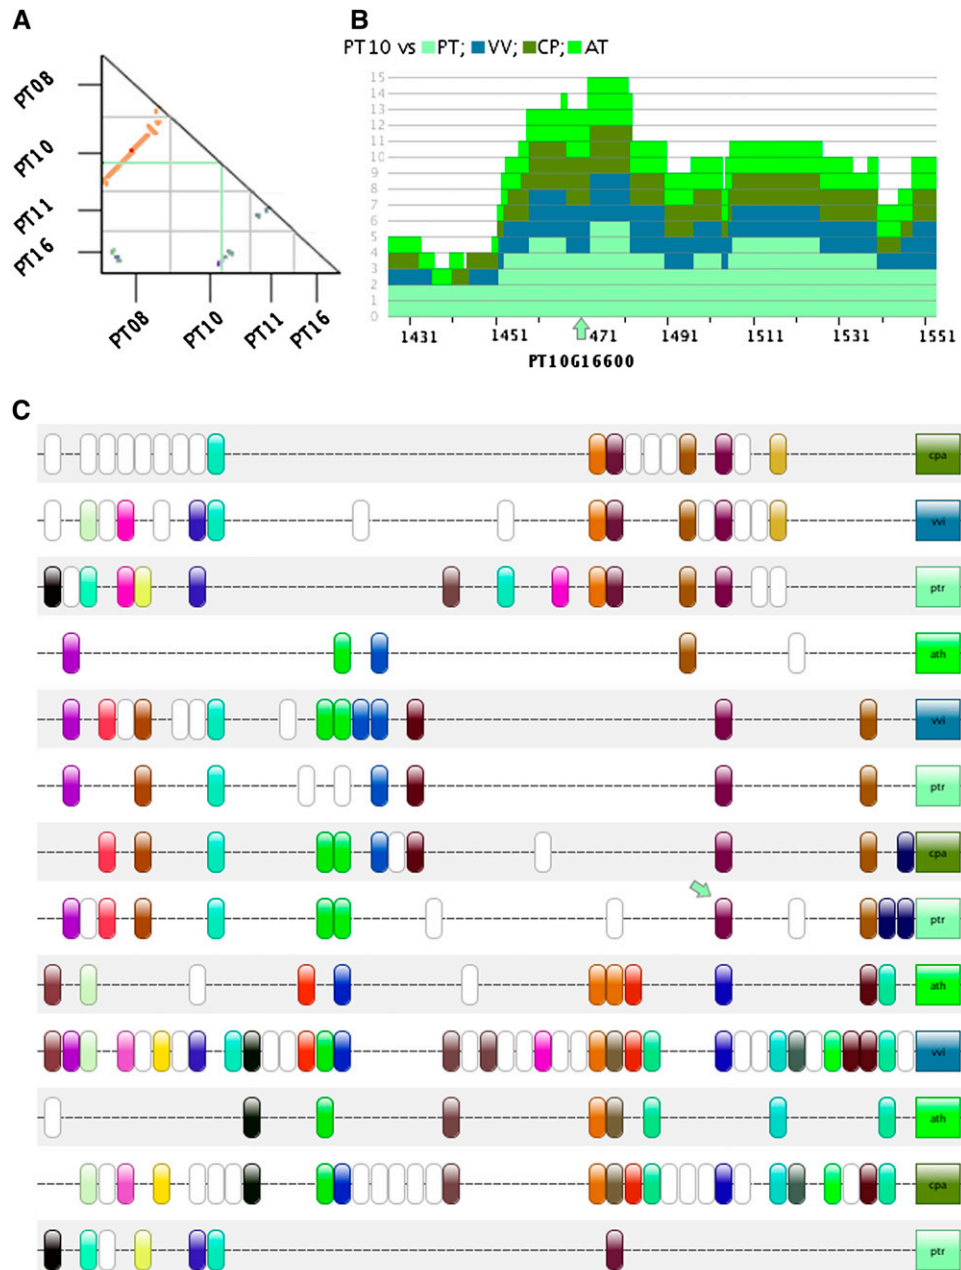 A
B
PT10 vs PT; VV; CP; AT
PT08
PT10
PT11
PT16
PT08
PT10
PT11
PT16
15
14
13
12
11
10
9
8
7
6
5
4
3
2
1
0
1431 1451 471 1491 1511 1531 1551
PT10G16600
C
cpa
vvi
ptr
ath
vvi
ptr
cpa
ptr
ath
vvi
ath
cpa
ptr